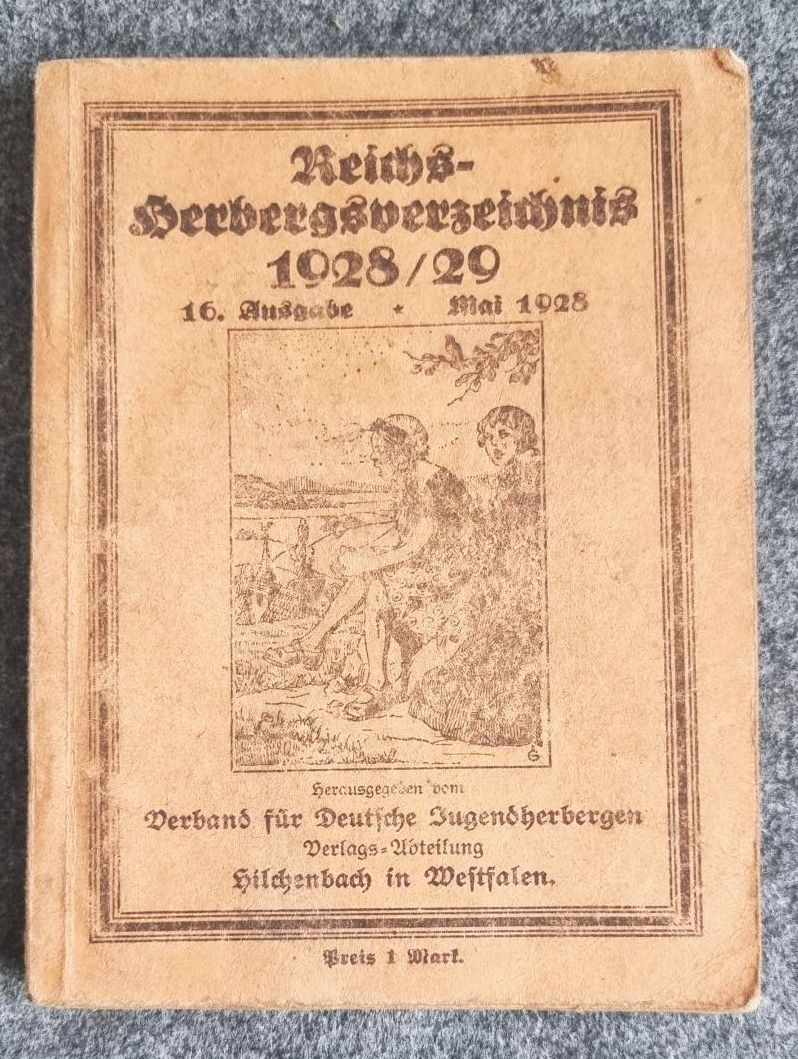 Reichs-
Herbergsverzeichnis
1928/29
16. Ausgabe * Mai 1928
G
Herausgegeben vom
Verband für Deutsche Jugendherbergen
Verlags-Abteilung
Hilchenbach in Westfalen.
Preis 1 Mark.